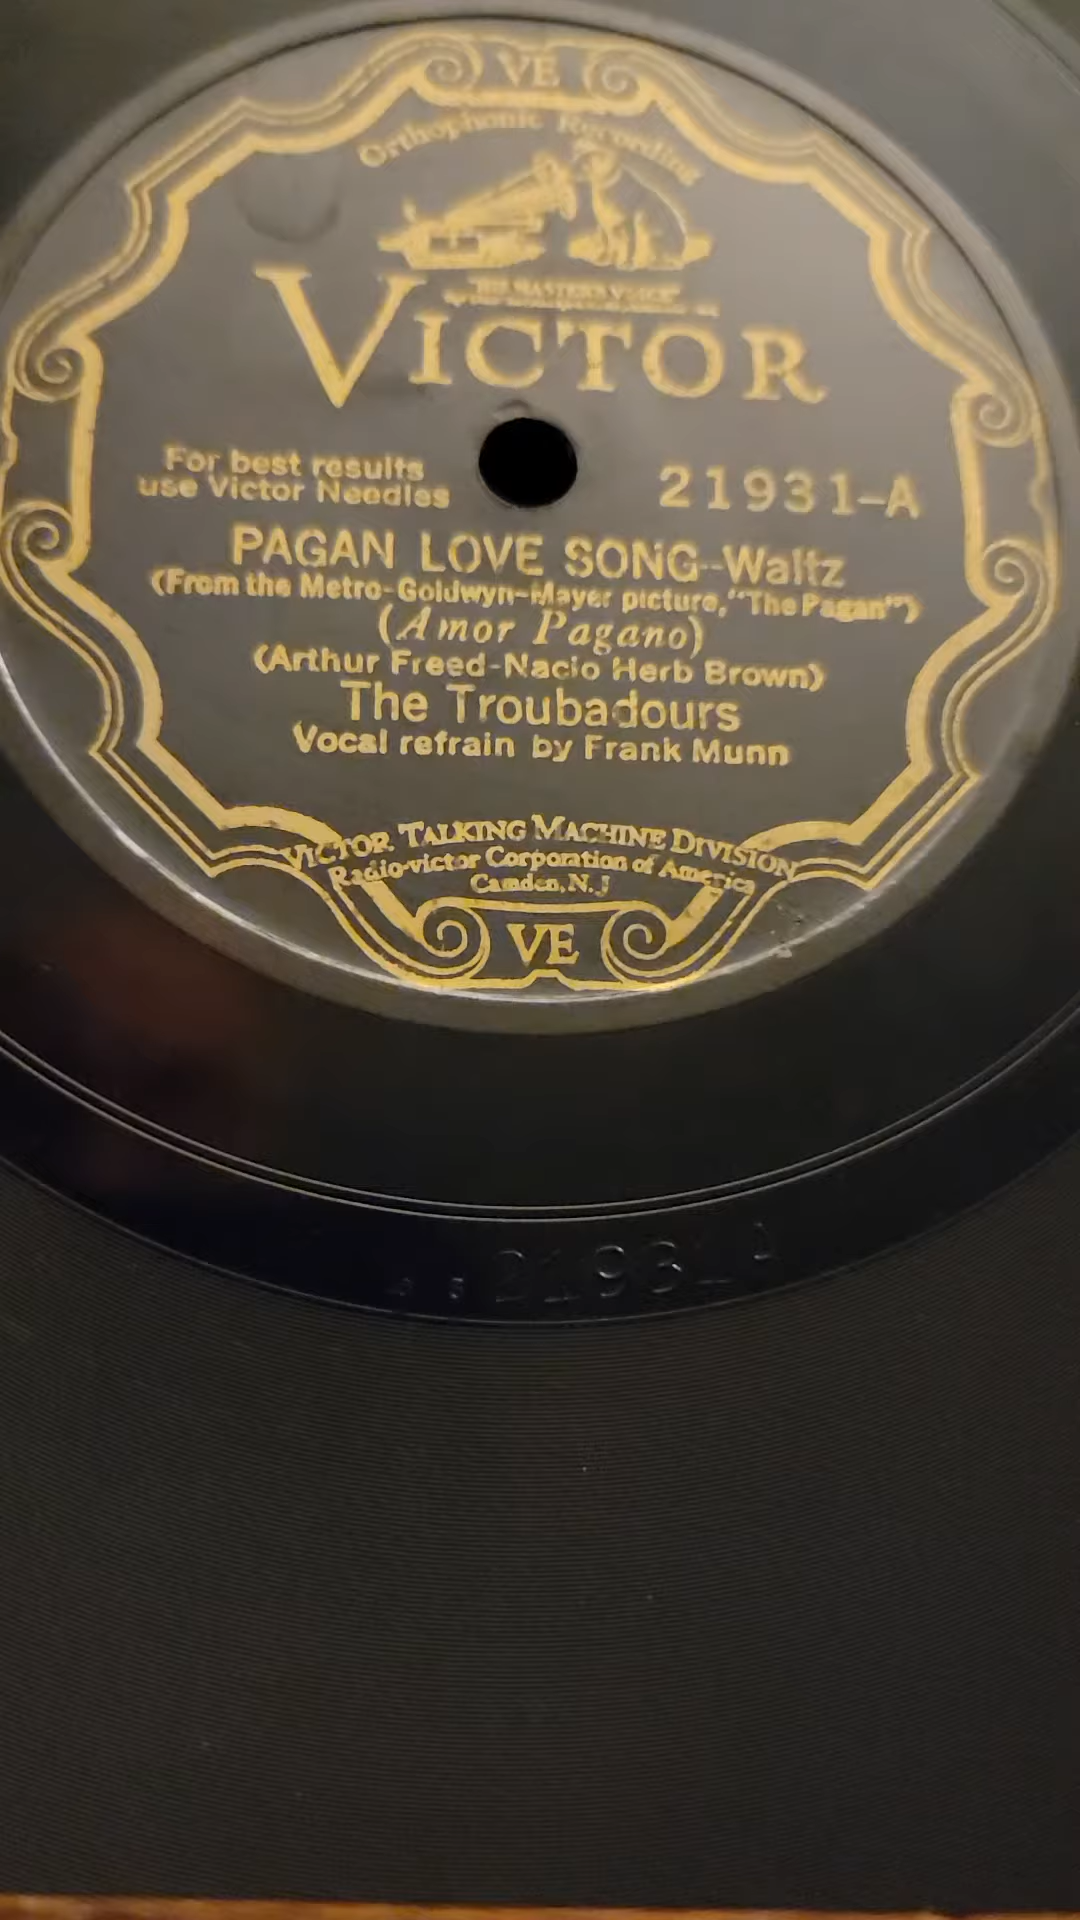 VE
Orthophonic Recording
"HIS MASTER'S VOICE"
VICTOR
For best results
use Victor Needles
21931-A
PAGAN LOVE SONG--Waltz
(From the Metro-Goldwyn-Mayer picture, "The Pagan")
(Amor Pagano)
(Arthur Freed-Nacio Herb Brown)
The Troubadours
Vocal refrain by Frank Munn
VICTOR TALKING MACHINE DIVISION
Radio-Victor Corporation of America
Camden, N. J
VE
21931 A